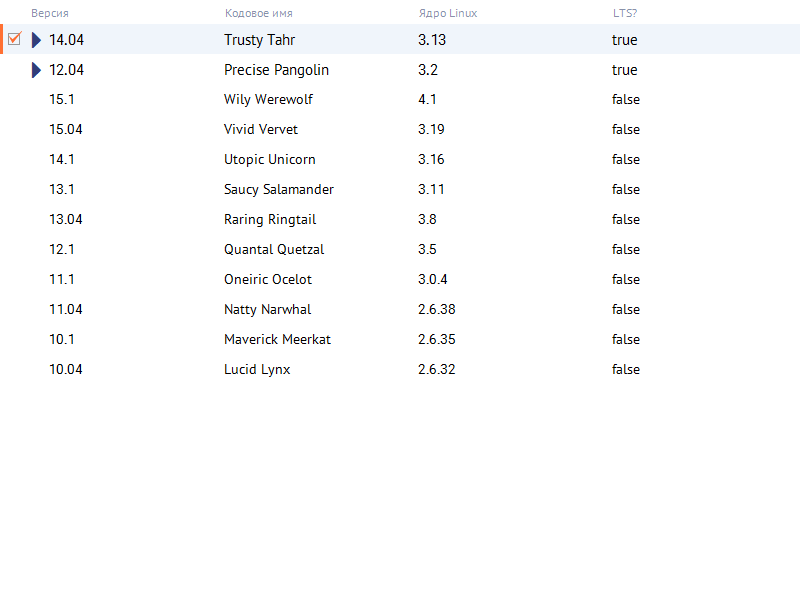 Версия Кодовое имя Ядро Linux LTS?
14.04 Trusty Tahr 3.13 true
12.04 Precise Pangolin 3.2 true
15.1 Wily Werewolf 4.1 false
15.04 Vivid Vervet 3.19 false
14.1 Utopic Unicorn 3.16 false
13.1 Saucy Salamander 3.11 false
13.04 Raring Ringtail 3.8 false
12.1 Quantal Quetzal 3.5 false
11.1 Oneiric Ocelot 3.0.4 false
11.04 Natty Narwhal 2.6.38 false
10.1 Maverick Meerkat 2.6.35 false
10.04 Lucid Lynx 2.6.32 false